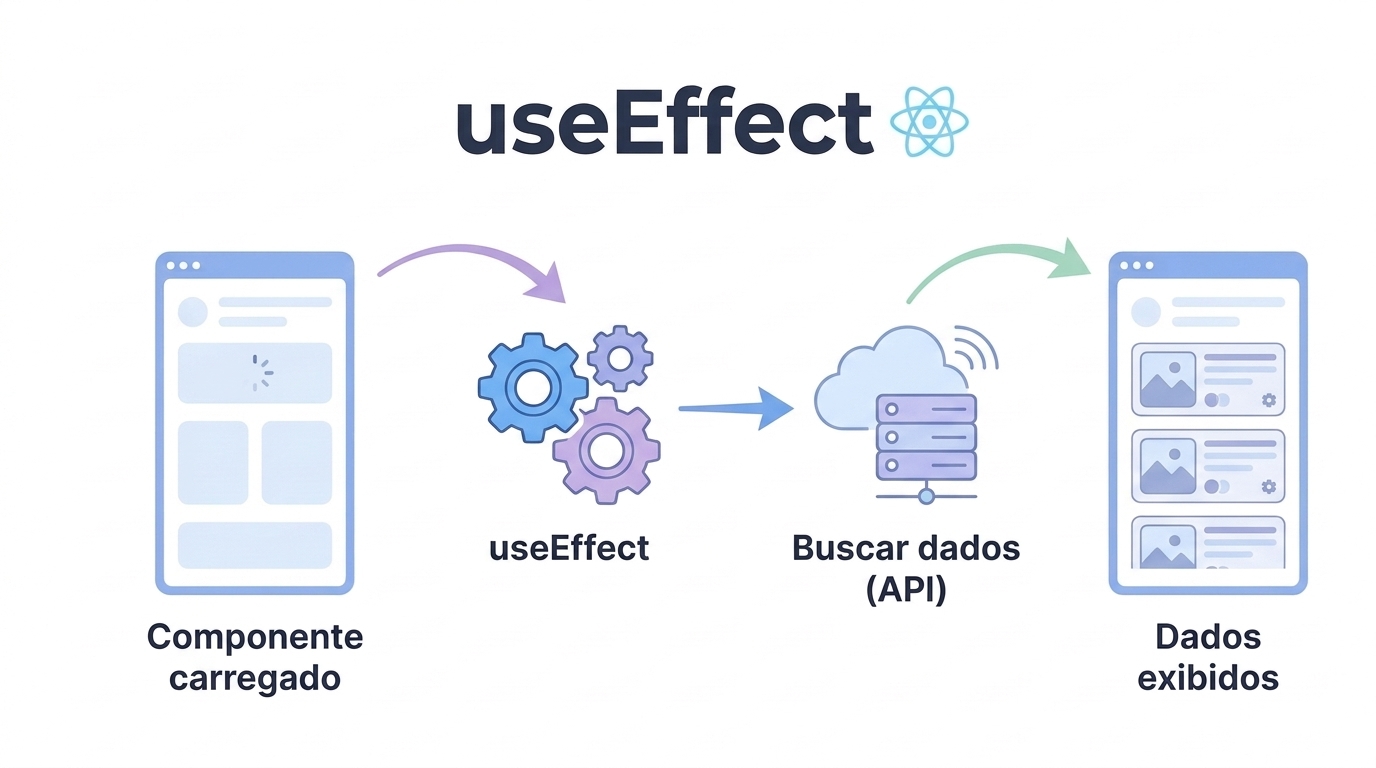 useEffect
useEffect
Buscar dados
(API)
Componente
carregado
Dados
exibidos